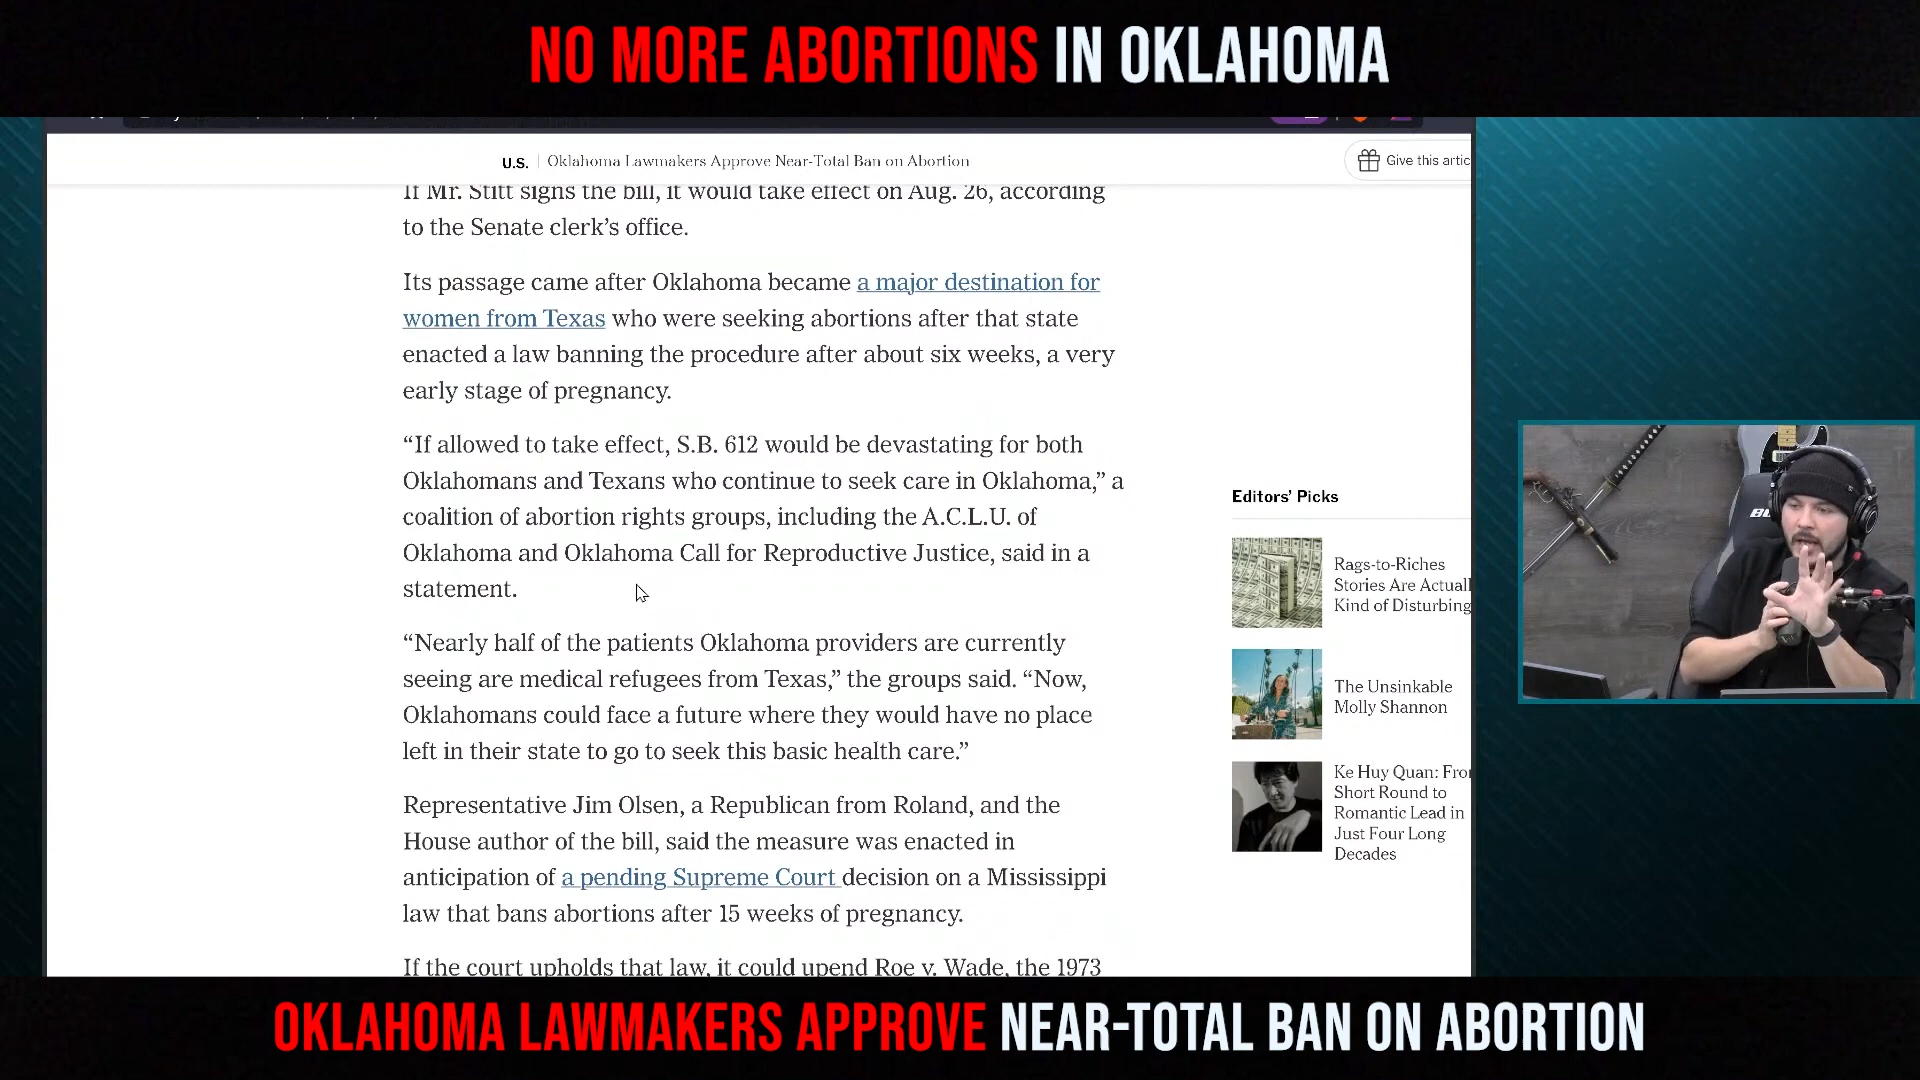 NO MORE ABORTIONS IN OKLAHOMA
U.S. | Oklahoma Lawmakers Approve Near-Total Ban on Abortion
Give this artic
If Mr. Stitt signs the bill, it would take effect on Aug. 26, according
to the Senate clerk’s office.
Its passage came after Oklahoma became a major destination for
women from Texas who were seeking abortions after that state
enacted a law banning the procedure after about six weeks, a very
early stage of pregnancy.
“If allowed to take effect, S.B. 612 would be devastating for both
Oklahomans and Texans who continue to seek care in Oklahoma,” a
coalition of abortion rights groups, including the A.C.L.U. of
Oklahoma and Oklahoma Call for Reproductive Justice, said in a
statement.
“Nearly half of the patients Oklahoma providers are currently
seeing are medical refugees from Texas,” the groups said. “Now,
Oklahomans could face a future where they would have no place
left in their state to go to seek this basic health care.”
Representative Jim Olsen, a Republican from Roland, and the
House author of the bill, said the measure was enacted in
anticipation of a pending Supreme Court decision on a Mississippi
law that bans abortions after 15 weeks of pregnancy.
If the court upholds that law, it could upend Roe v. Wade, the 1973
Editors’ Picks
Rags-to-Riches
Stories Are Actuall
Kind of Disturbing
The Unsinkable
Molly Shannon
Ke Huy Quan: Fro
Short Round to
Romantic Lead in
Just Four Long
Decades
OKLAHOMA LAWMAKERS APPROVE NEAR-TOTAL BAN ON ABORTION